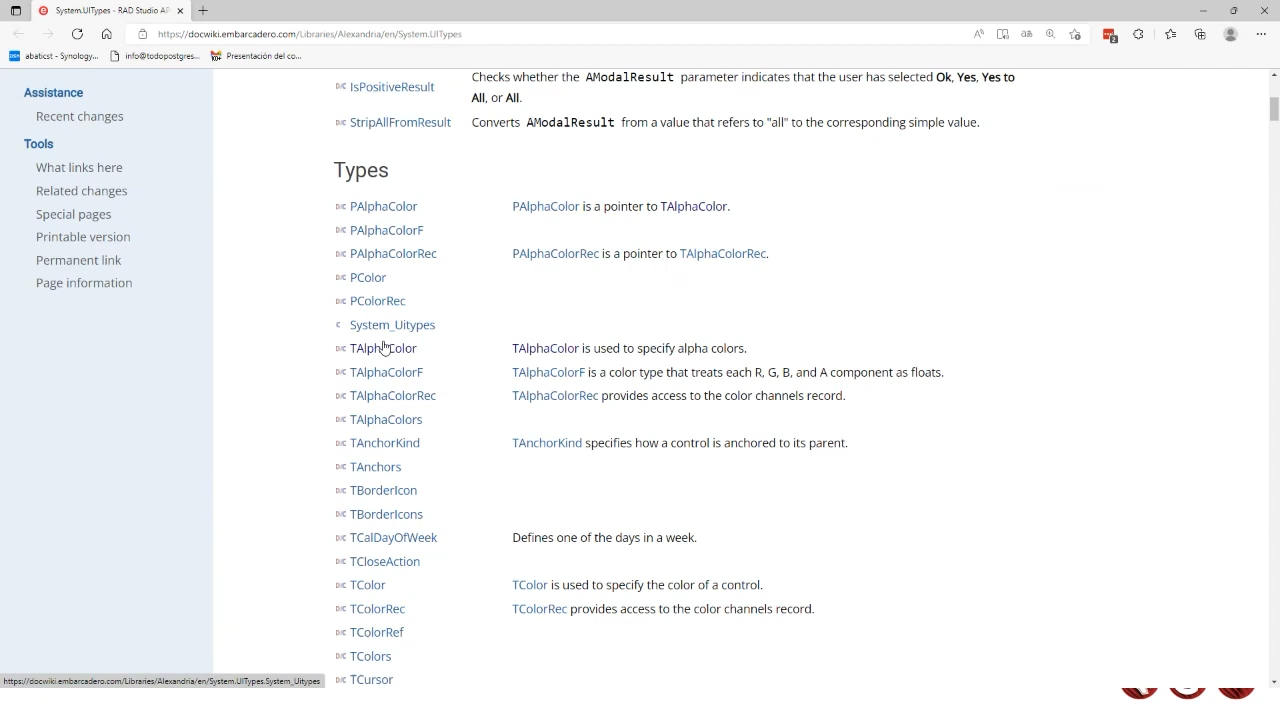 System.UITypes - RAD Studio AP
https://docwiki.embarcadero.com/Libraries/Alexandria/en/System.UITypes
2
abaticst - Synology...
info@todopostgres...
Presentación del co...
Assistance
Recent changes
Tools
What links here
Related changes
Special pages
Printable version
Permanent link
Page information
D/C IsPositiveResult Checks whether the AModalResult parameter indicates that the user has selected Ok, Yes, Yes to
All, or All.
D/C StripAllFromResult Converts AModalResult from a value that refers to "all" to the corresponding simple value.
Types
D/C PAlphaColor PAlphaColor is a pointer to TAlphaColor.
D/C PAlphaColorF
D/C PAlphaColorRec PAlphaColorRec is a pointer to TAlphaColorRec.
D/C PColor
D/C PColorRec
C System_Uitypes
D/C TAlphaColor TAlphaColor is used to specify alpha colors.
D/C TAlphaColorF TAlphaColorF is a color type that treats each R, G, B, and A component as floats.
D/C TAlphaColorRec TAlphaColorRec provides access to the color channels record.
D/C TAlphaColors
D/C TAnchorKind TAnchorKind specifies how a control is anchored to its parent.
D/C TAnchors
D/C TBorderIcon
D/C TBorderIcons
D/C TCalDayOfWeek Defines one of the days in a week.
D/C TCloseAction
D/C TColor TColor is used to specify the color of a control.
D/C TColorRec TColorRec provides access to the color channels record.
D/C TColorRef
D/C TColors
D/C TCursor
https://docwiki.embarcadero.com/Libraries/Alexandria/en/System.UITypes.System_Uitypes